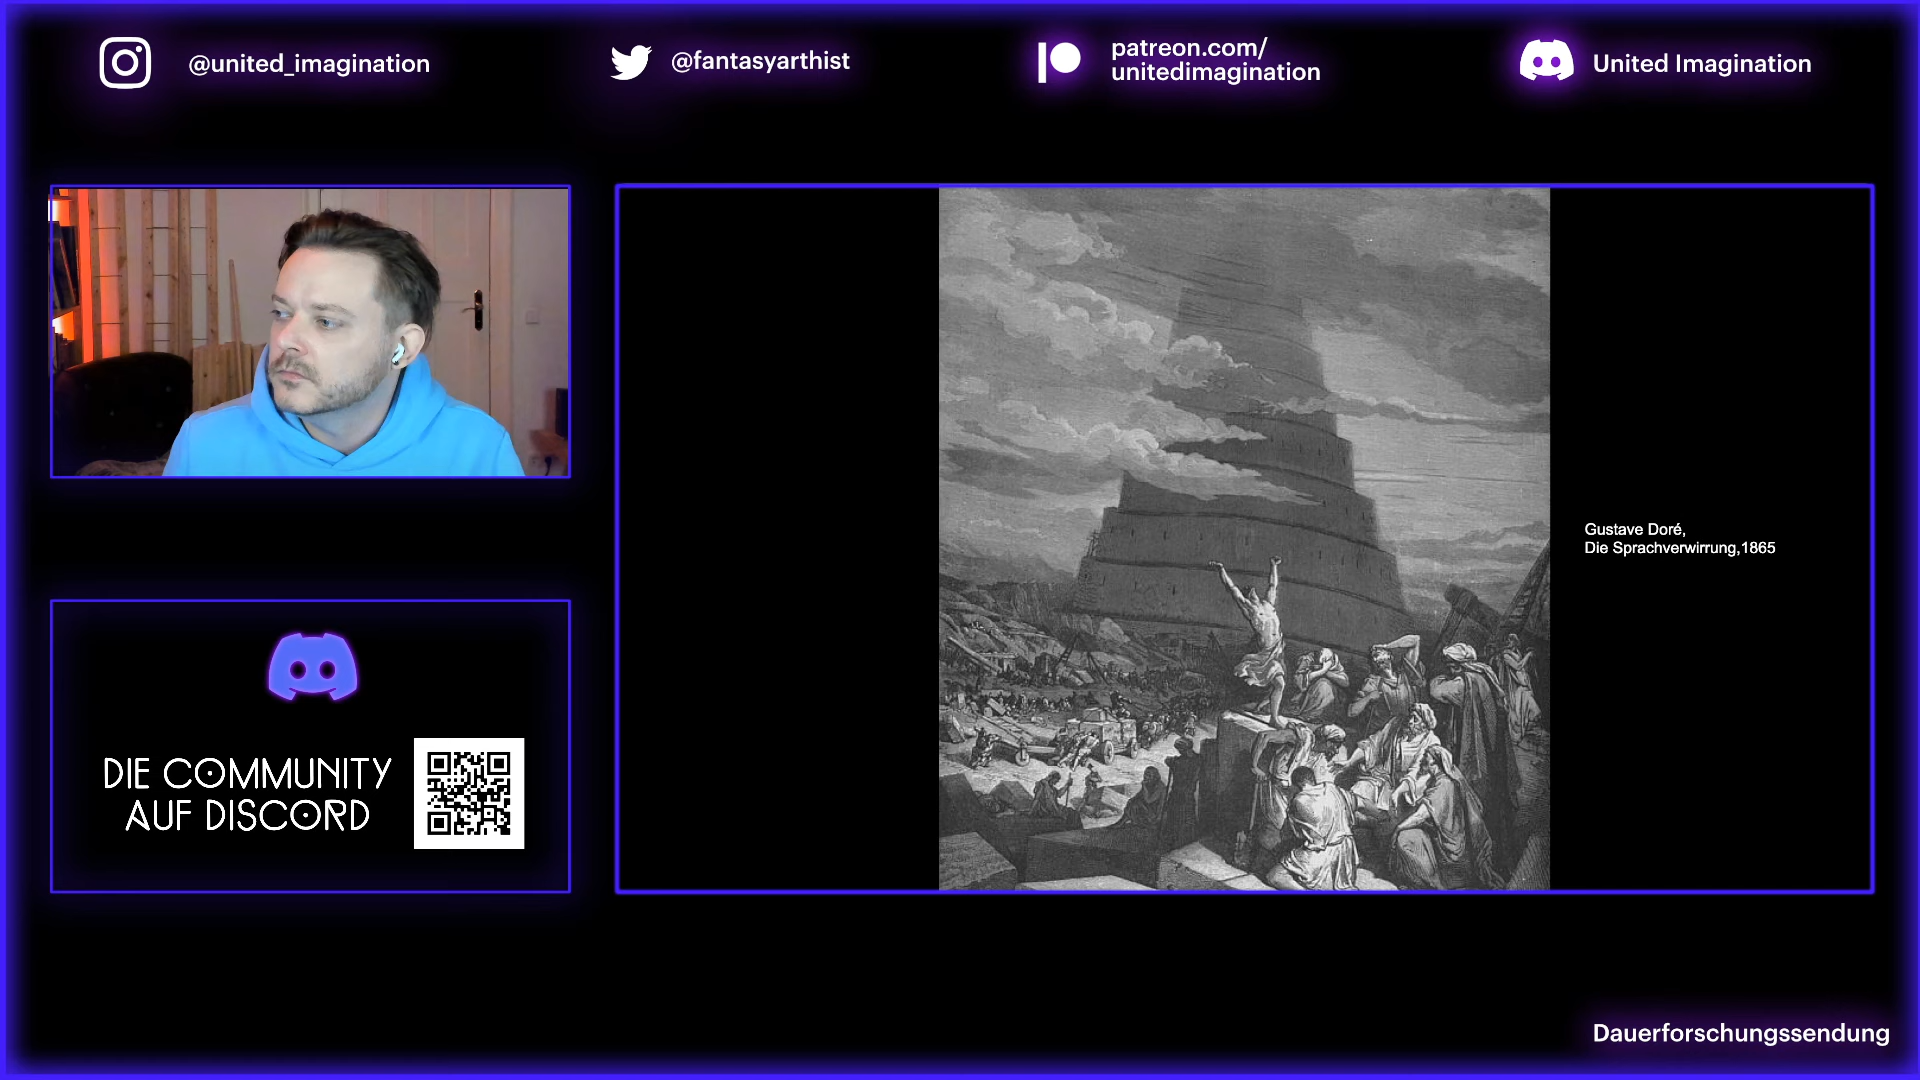 @united_imagination
@fantasyarthist
patreon.com/
unitedimagination
United Imagination
Gustave Doré,
Die Sprachverwirrung,1865
DIE COMMUNITY
AUF DISCORD
Dauerforschungssendung